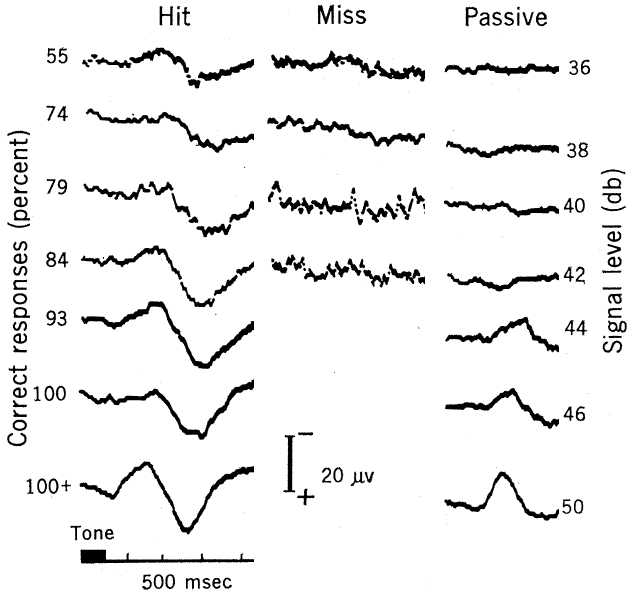 Hit Miss Passive
Correct responses (percent)
Signal level (db)
55 36
74 38
79 40
84 42
93 44
100 46
100+ 50
−
20 μv
+
Tone
500 msec